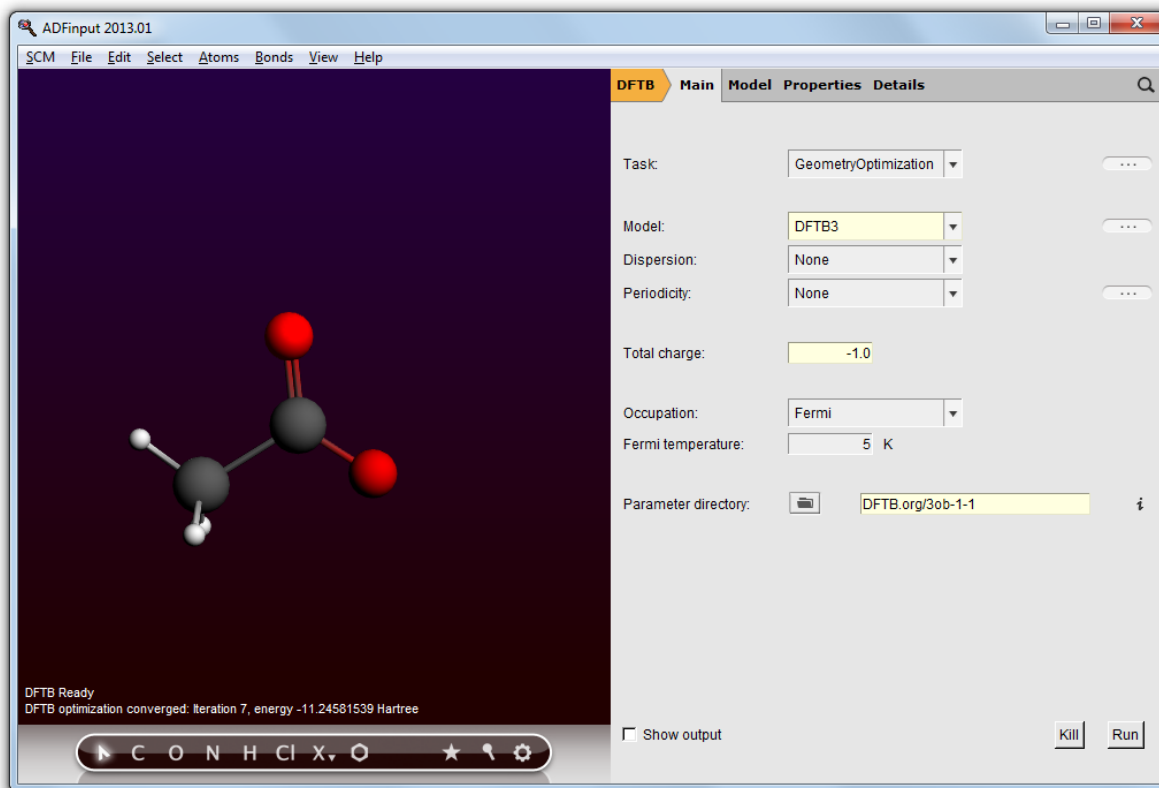 ADFinput 2013.01
SCM File Edit Select Atoms Bonds View Help
DFTB Main Model Properties Details
Task: GeometryOptimization
Model: DFTB3
Dispersion: None
Periodicity: None
Total charge: -1.0
Occupation: Fermi
Fermi temperature: 5 K
Parameter directory: DFTB.org/3ob-1-1 i
DFTB Ready
DFTB optimization converged: Iteration 7, energy -11.24581539 Hartree
Show output Kill Run
C O N H Cl X